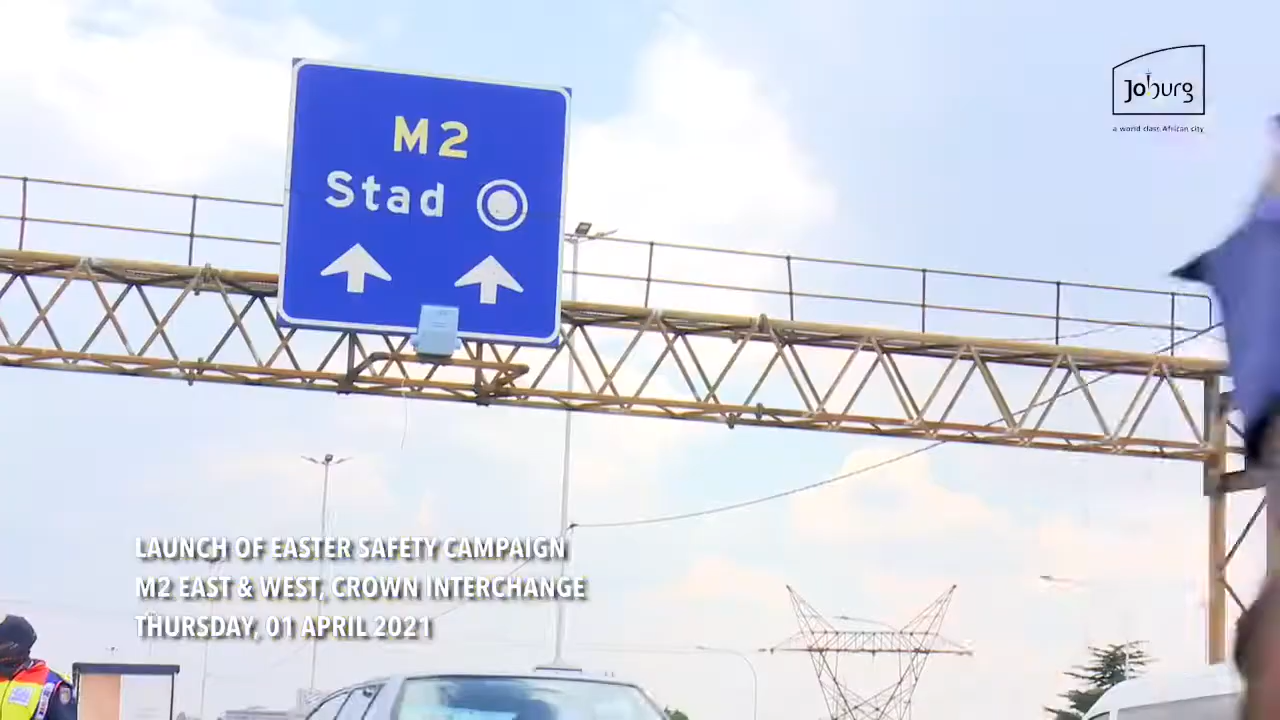 M2
Stad
Joburg
a world class African city
LAUNCH OF EASTER SAFETY CAMPAIGN
M2 EAST & WEST, CROWN INTERCHANGE
THURSDAY, 01 APRIL 2021